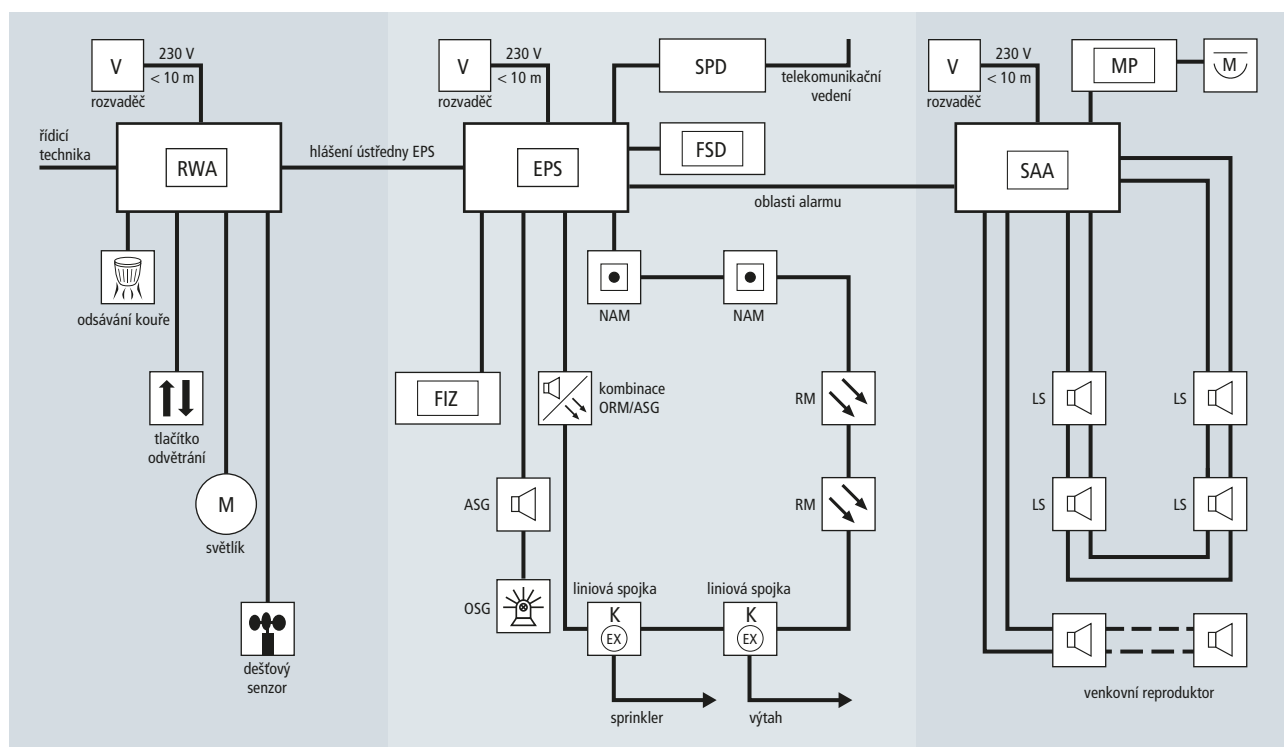 V
230 V
< 10 m
rozvaděč
řídicí
technika
RWA
hlášení ústředny EPS
odsávání kouře
tlačítko
odvětrání
M
světlík
dešťový
senzor
V
230 V
< 10 m
rozvaděč
SPD
telekomunikační
vedení
FSD
EPS
oblasti alarmu
NAM
NAM
FIZ
kombinace
ORM/ASG
RM
ASG
RM
OSG
liniová spojka
liniová spojka
K
EX
K
EX
sprinkler
výtah
V
230 V
< 10 m
rozvaděč
MP
M
SAA
LS
LS
LS
LS
venkovní reproduktor